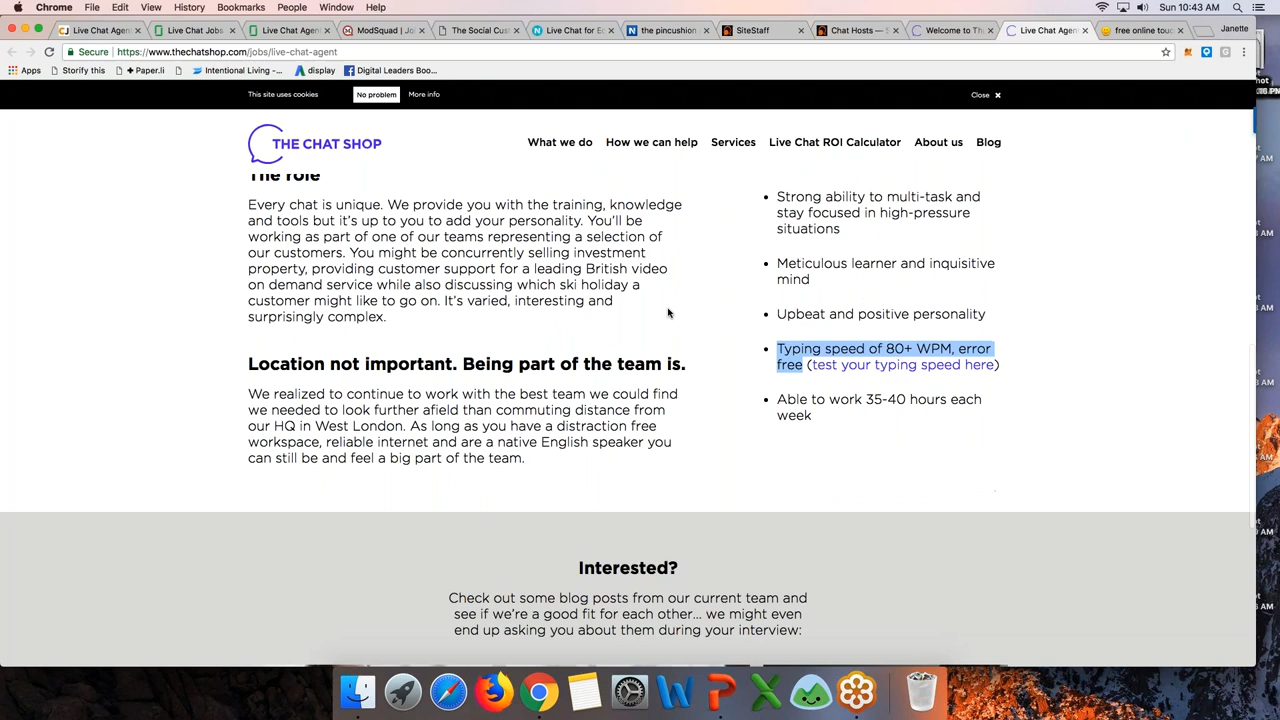 Chrome File Edit View History Bookmarks People Window Help Sun 10:43 AM
Live Chat Agen Live Chat Jobs Live Chat Agen ModSquad | Jo The Social Cust Live Chat for Ec the pincushion SiteStaff Chat Hosts — S Welcome to Th Live Chat Agen free online touc Janette
Secure https://www.thechatshop.com/jobs/live-chat-agent
Apps Storify this Paper.li Intentional Living -... display Digital Leaders Boo...
This site uses cookies No problem More info Close ×
THE CHAT SHOP What we do How we can help Services Live Chat ROI Calculator About us Blog
The role
Every chat is unique. We provide you with the training, knowledge
and tools but it's up to you to add your personality. You'll be
working as part of one of our teams representing a selection of
our customers. You might be concurrently selling investment
property, providing customer support for a leading British video
on demand service while also discussing which ski holiday a
customer might like to go on. It's varied, interesting and
surprisingly complex.
Location not important. Being part of the team is.
We realized to continue to work with the best team we could find
we needed to look further afield than commuting distance from
our HQ in West London. As long as you have a distraction free
workspace, reliable internet and are a native English speaker you
can still be and feel a big part of the team.
• Strong ability to multi-task and
stay focused in high-pressure
situations
• Meticulous learner and inquisitive
mind
• Upbeat and positive personality
• Typing speed of 80+ WPM, error
free (test your typing speed here)
• Able to work 35-40 hours each
week
Interested?
Check out some blog posts from our current team and
see if we're a good fit for each other... we might even
end up asking you about them during your interview: